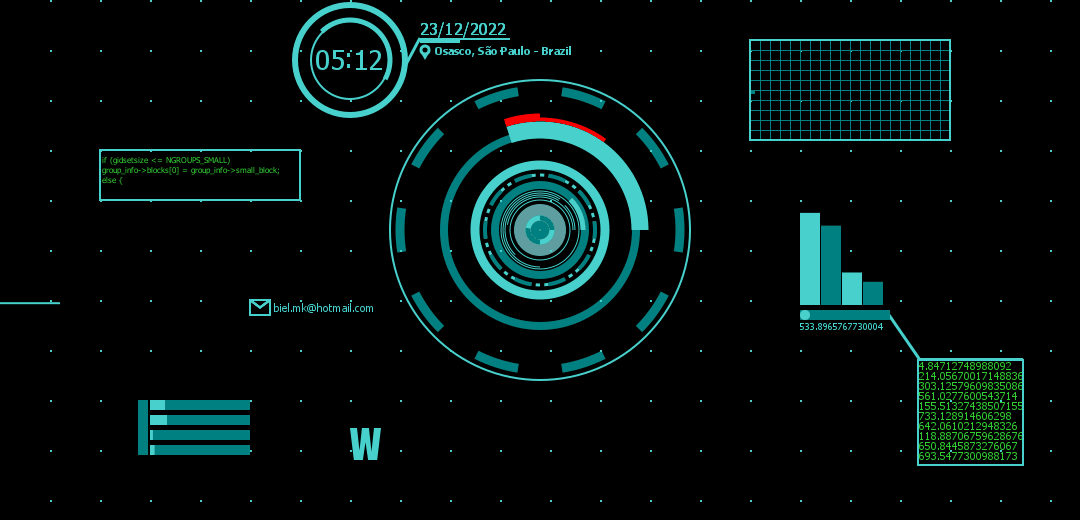 23/12/2022
05:12
Osasco, São Paulo - Brazil
if (gidsetsize <= NGROUPS_SMALL)
group_info->blocks[0] = group_info->small_block;
else {
biel.mk@hotmail.com
533.8965767730004
4.84712748988092
214.05670017148836
303.12579609835086
561.0277600543714
155.51327438507155
733.128914606298
642.0610212948326
118.88706759628676
650.8445873276067
693.5477300988173
W